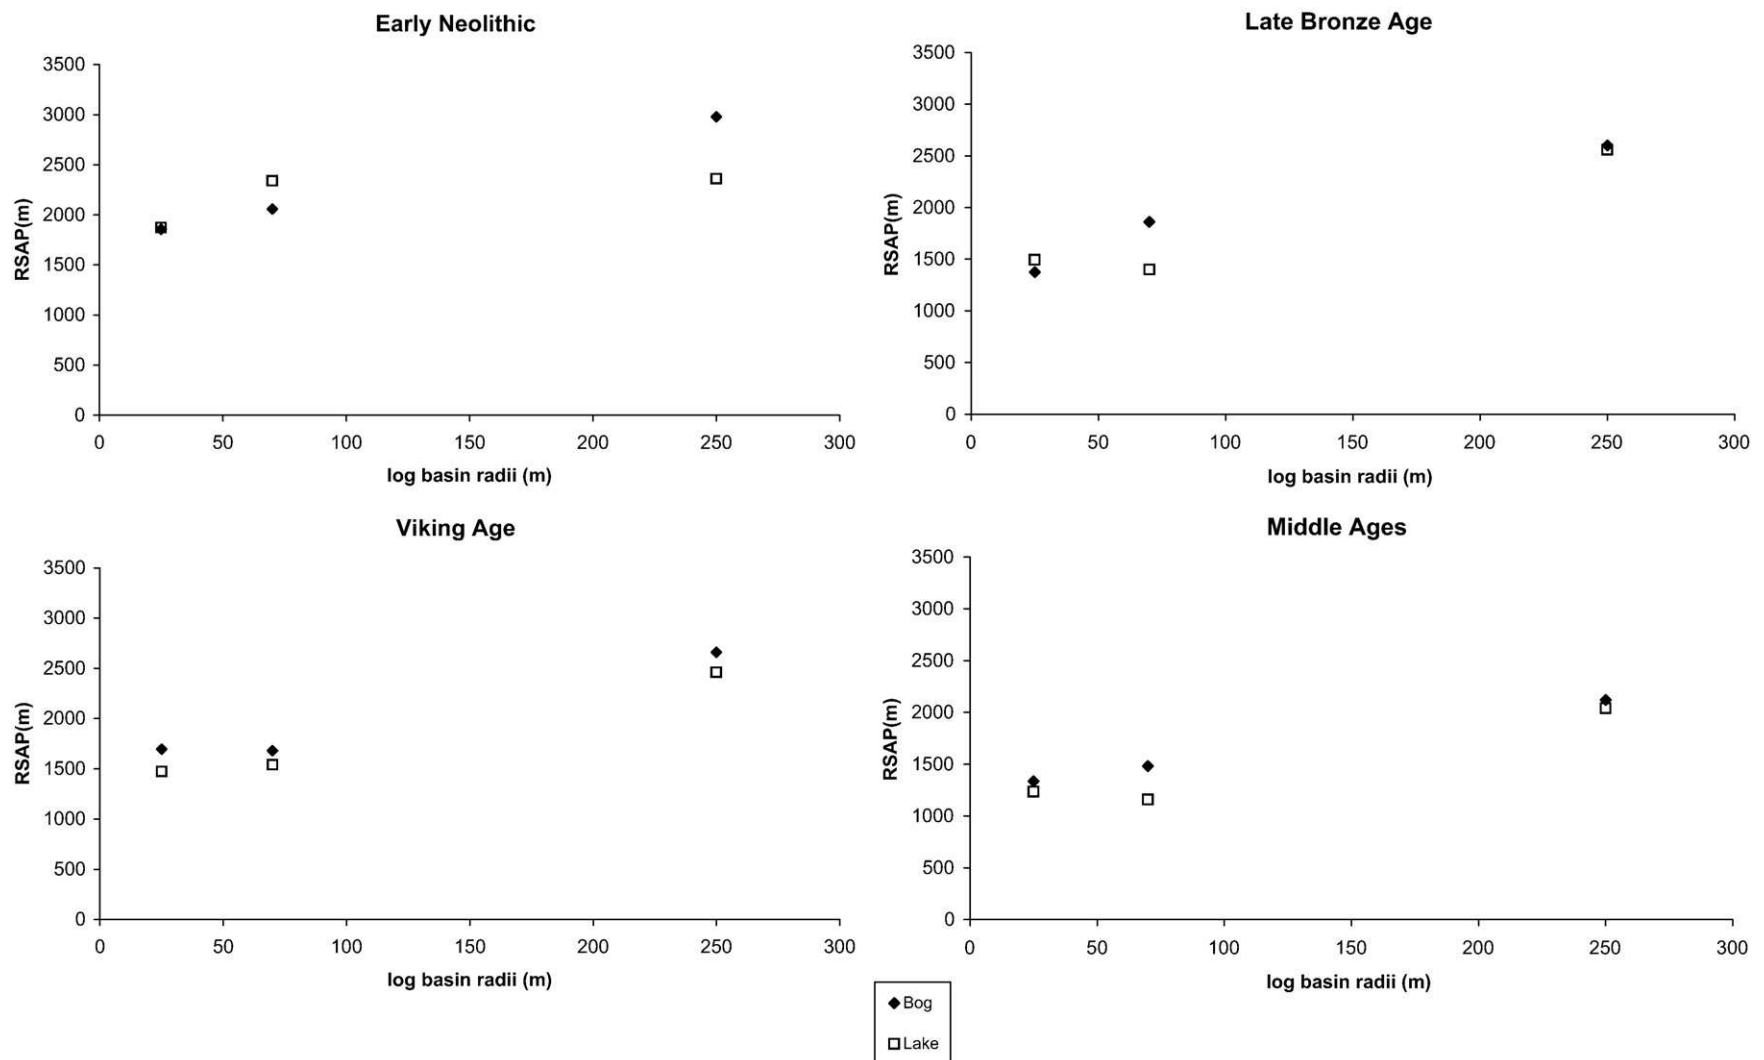 Early Neolithic
3500
3000
2500
2000
1500
1000
500
0
RSAP(m)
0 50 100 150 200 250 300
log basin radii (m)
Late Bronze Age
3500
3000
2500
2000
1500
1000
500
0
RSAP(m)
0 50 100 150 200 250 300
log basin radii (m)
Viking Age
3500
3000
2500
2000
1500
1000
500
0
RSAP(m)
0 50 100 150 200 250 300
log basin radii (m)
Middle Ages
3500
3000
2500
2000
1500
1000
500
0
RSAP(m)
0 50 100 150 200 250 300
log basin radii (m)
Bog
Lake